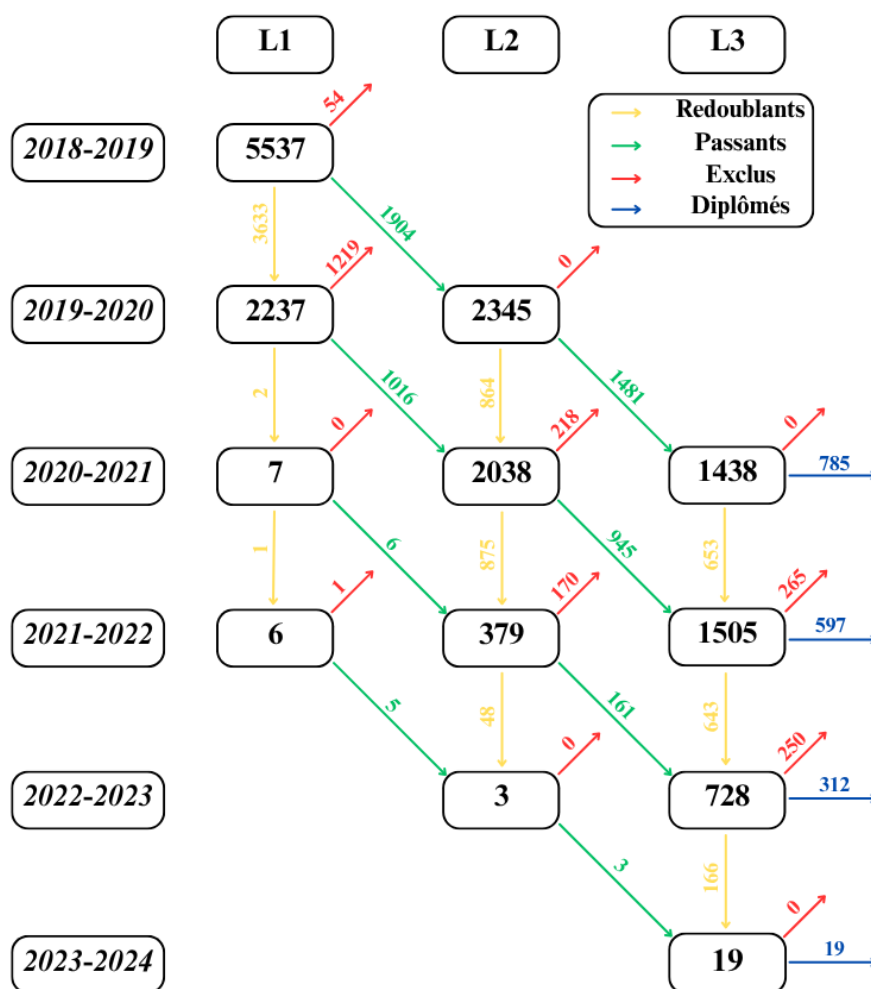 L1 L2 L3
54
Redoublants
Passants
Exclus
Diplômés
2018-2019 5537
3633 1904
1219 0
2019-2020 2237 2345
2 1016 864 1481
0 218 0
2020-2021 7 2038 1438 785
1 6 875 945 653
1 170 265
2021-2022 6 379 1505 597
5 48 161 643
0 250
2022-2023 3 728 312
3 166
0
2023-2024 19 19